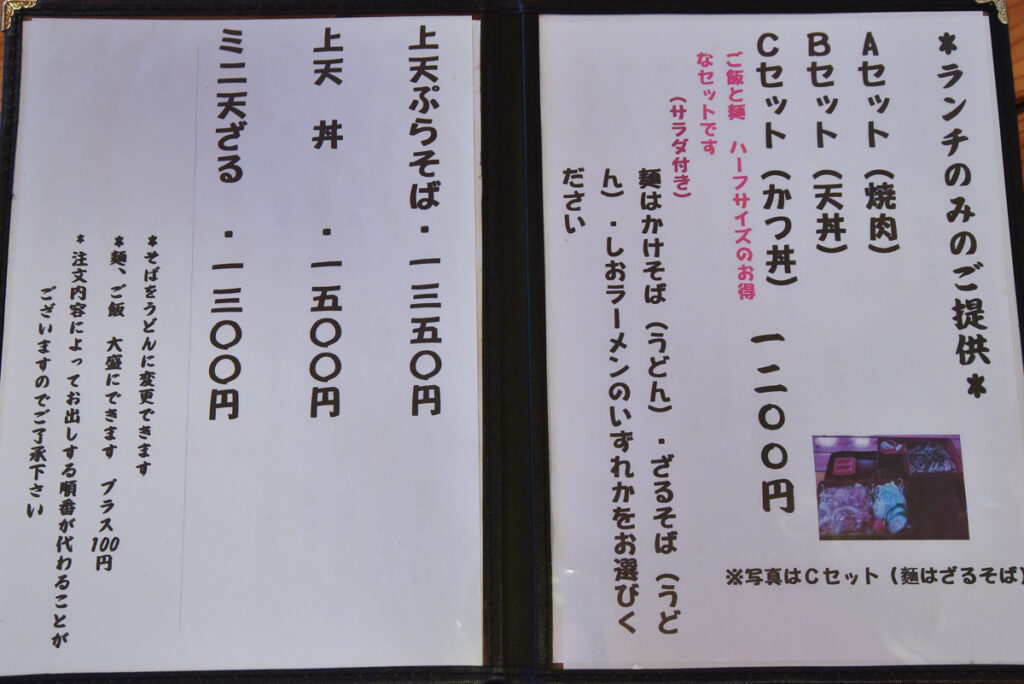 *ランチのみのご提供*
Aセット(焼肉)
Bセット(天丼)
Cセット(かつ丼) 一二〇〇円
ご飯と麺 ハーフサイズのお得
なセットです
(サラダ付き)
麺はかけそば(うどん)・ざるそば(うど
ん)・しおラーメンのいずれかをお選びく
ださい
※写真はCセット(麺はざるそば)
上天ぷらそば・一三五〇円
上天 丼 ・一五〇〇円
ミニ天ざる ・一三〇〇円
*そばをうどんに変更できます
*麺、ご飯 大盛にできます プラス100円
*注文内容によってお出しする順番が代わることが
ございますのでご了承下さい